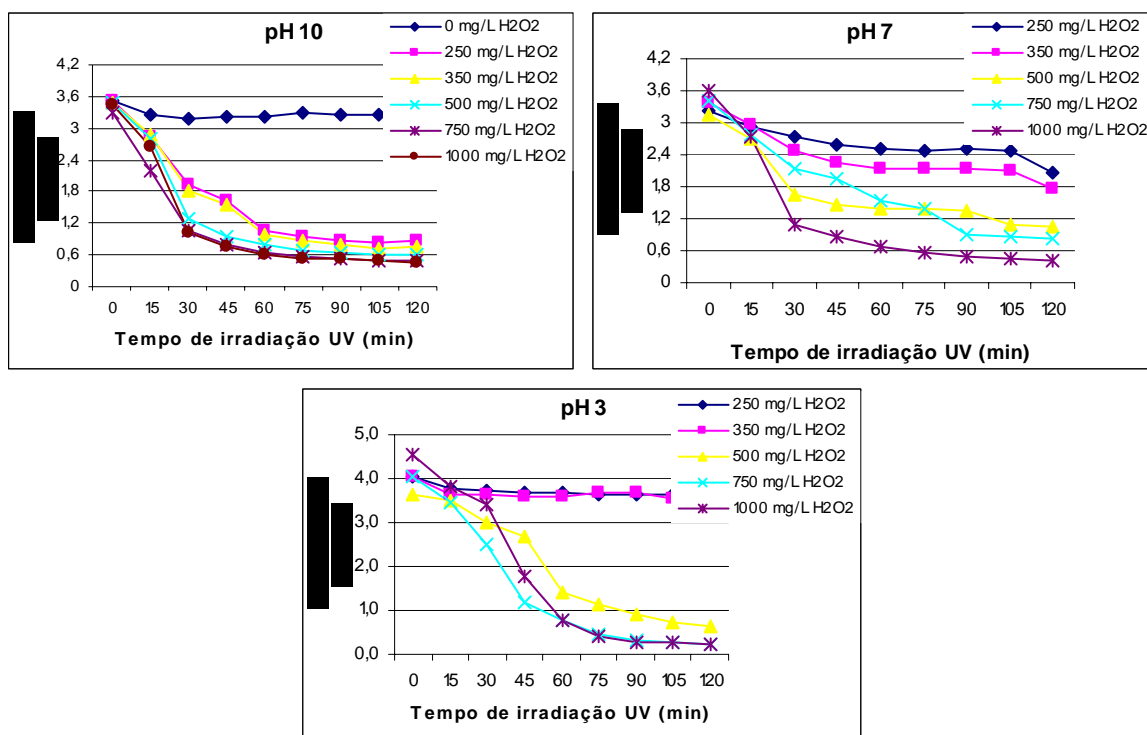 pH 10
4,2
3,6
3
2,4
1,8
1,2
0,6
0
0 15 30 45 60 75 90 105 120
Tempo de irradiação UV (min)
0 mg/L H2O2
250 mg/L H2O2
350 mg/L H2O2
500 mg/L H2O2
750 mg/L H2O2
1000 mg/L H2O2
pH 7
4,2
3,6
3
2,4
1,8
1,2
0,6
0
0 15 30 45 60 75 90 105 120
Tempo de irradiação UV (min)
250 mg/L H2O2
350 mg/L H2O2
500 mg/L H2O2
750 mg/L H2O2
1000 mg/L H2O2
pH 3
5,0
4,0
3,0
2,0
1,0
0,0
0 15 30 45 60 75 90 105 120
Tempo de irradiação UV (min)
250 mg/L H2O2
350 mg/L H2O2
500 mg/L H2O2
750 mg/L H2O2
1000 mg/L H2O2